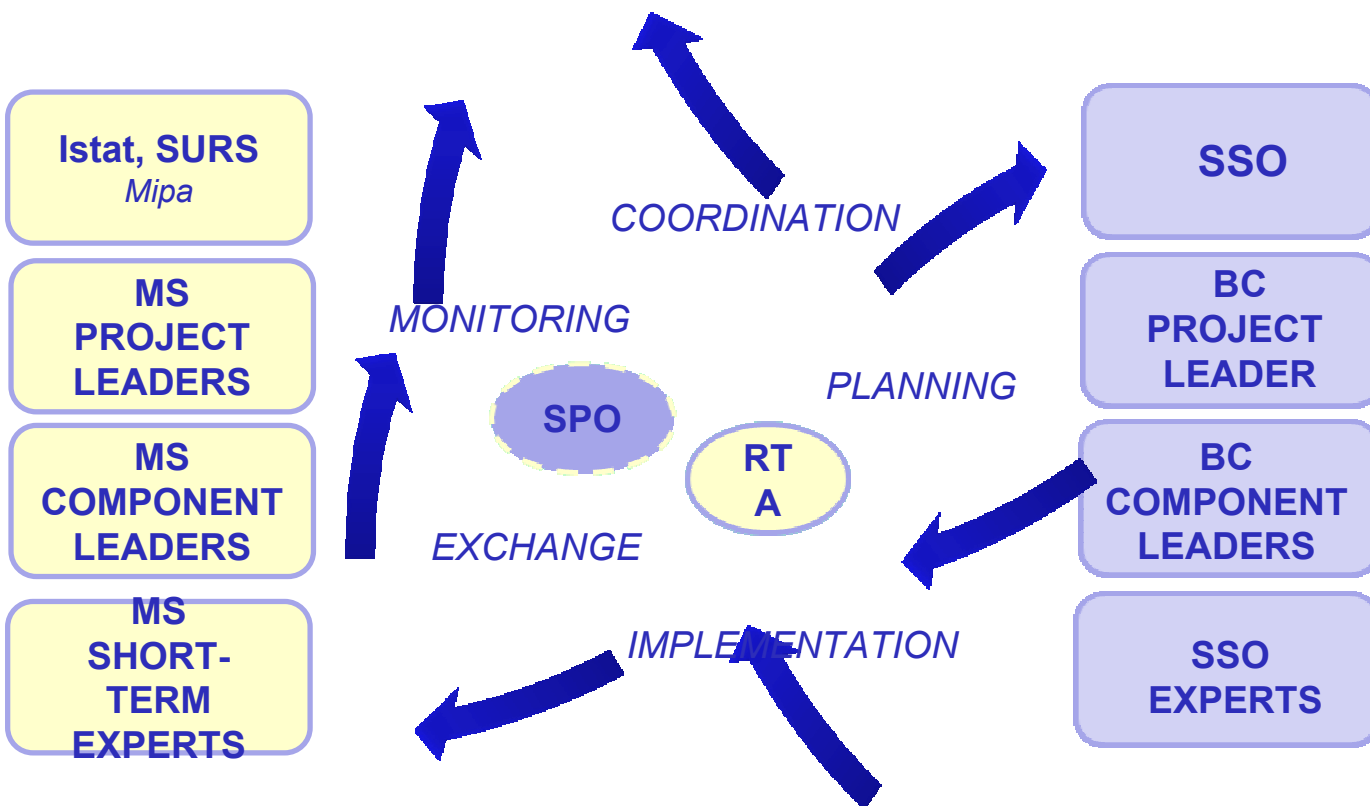 Istat, SURS
Mipa
MS
PROJECT
LEADERS
MS
COMPONENT
LEADERS
MS
SHORT-
TERM
EXPERTS
COORDINATION
MONITORING
PLANNING
SPO
RT
A
EXCHANGE
IMPLEMENTATION
SSO
BC
PROJECT
LEADER
BC
COMPONENT
LEADERS
SSO
EXPERTS